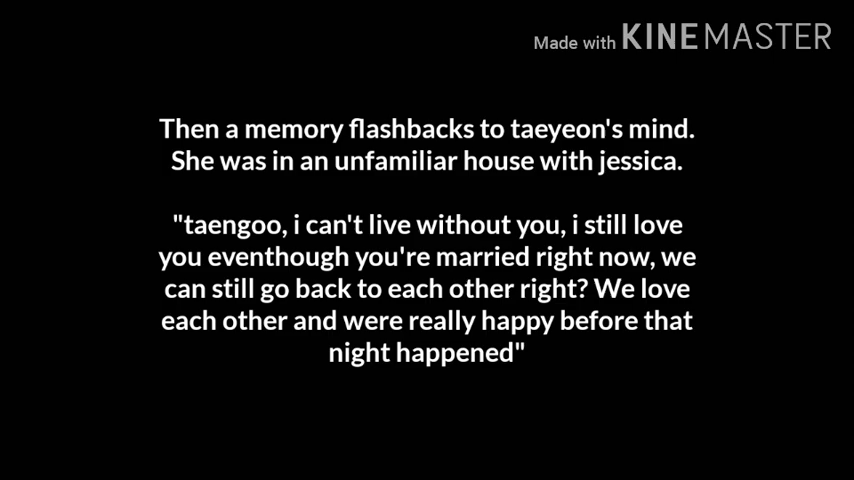 Made with KINEMASTER
Then a memory flashbacks to taeyeon's mind.
She was in an unfamiliar house with jessica.
"taengoo, i can't live without you, i still love
you eventhough you're married right now, we
can still go back to each other right? We love
each other and were really happy before that
night happened"